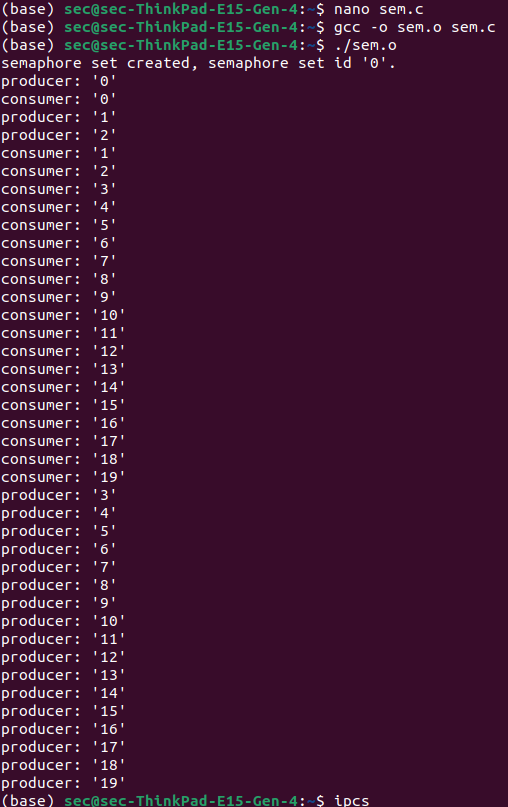 (base) sec@sec-ThinkPad-E15-Gen-4:~$ nano sem.c
(base) sec@sec-ThinkPad-E15-Gen-4:~$ gcc -o sem.o sem.c
(base) sec@sec-ThinkPad-E15-Gen-4:~$ ./sem.o
semaphore set created, semaphore set id '0'.
producer: '0'
consumer: '0'
producer: '1'
producer: '2'
consumer: '1'
consumer: '2'
consumer: '3'
consumer: '4'
consumer: '5'
consumer: '6'
consumer: '7'
consumer: '8'
consumer: '9'
consumer: '10'
consumer: '11'
consumer: '12'
consumer: '13'
consumer: '14'
consumer: '15'
consumer: '16'
consumer: '17'
consumer: '18'
consumer: '19'
producer: '3'
producer: '4'
producer: '5'
producer: '6'
producer: '7'
producer: '8'
producer: '9'
producer: '10'
producer: '11'
producer: '12'
producer: '13'
producer: '14'
producer: '15'
producer: '16'
producer: '17'
producer: '18'
producer: '19'
(base) sec@sec-ThinkPad-E15-Gen-4:~$ ipcs